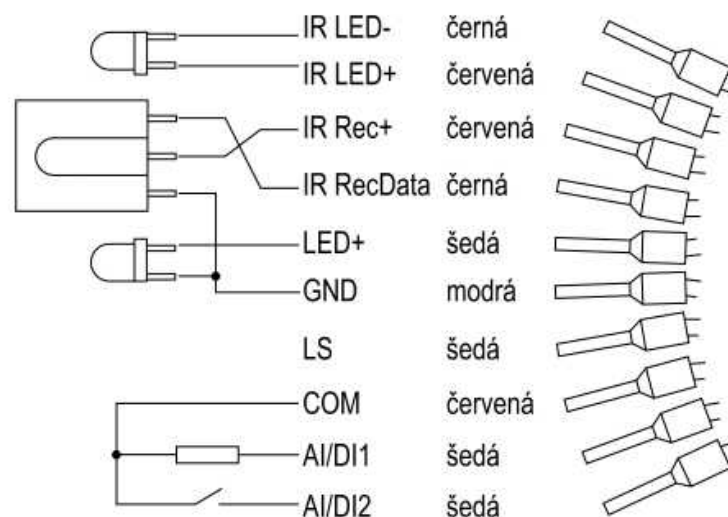 IR LED- černá
IR LED+ červená
IR Rec+ červená
IR RecData černá
LED+ šedá
GND modrá
LS šedá
COM červená
AI/DI1 šedá
AI/DI2 šedá